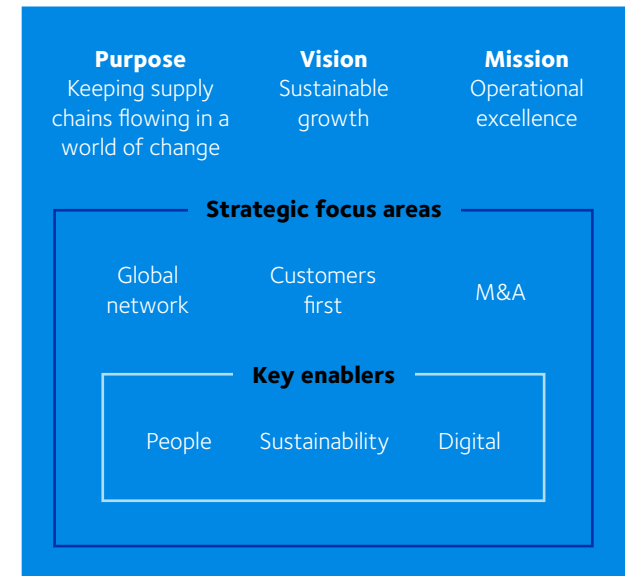 Purpose
Keeping supply
chains flowing in a
world of change
Vision
Sustainable
growth
Mission
Operational
excellence
Strategic focus areas
Global
network
Customers
first
M&A
Key enablers
People
Sustainability
Digital